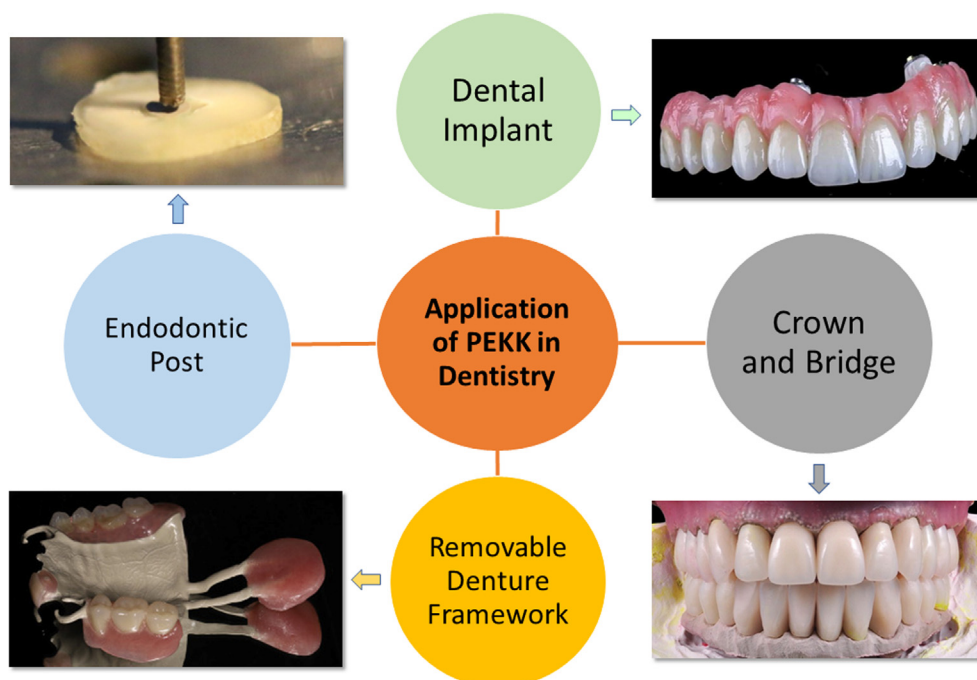 Dental
Implant
Endodontic
Post
Application
of PEKK in
Dentistry
Crown
and Bridge
Removable
Denture
Framework